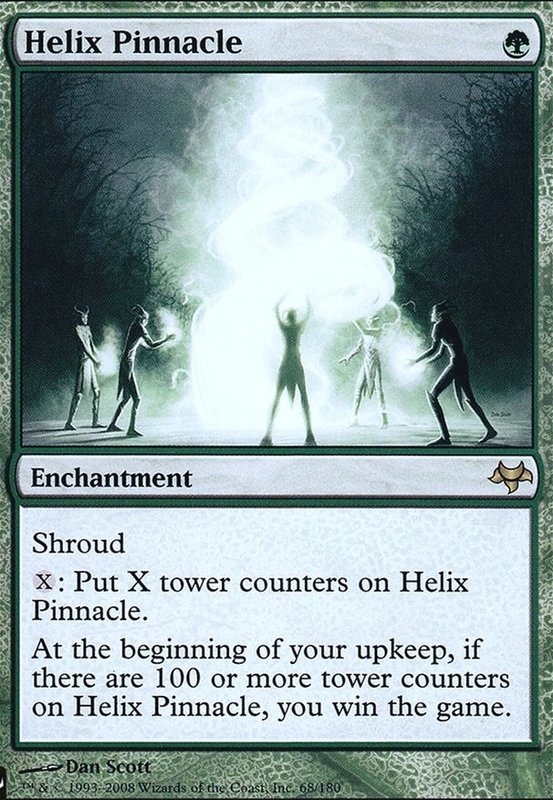 Helix Pinnacle
Dan Scott
Enchantment
Shroud
X: Put X tower counters on Helix
Pinnacle.
At the beginning of your upkeep, if
there are 100 or more tower counters
on Helix Pinnacle, you win the game.
Dan Scott
™ & © 1993–2008 Wizards of the Coast, Inc. 68/180